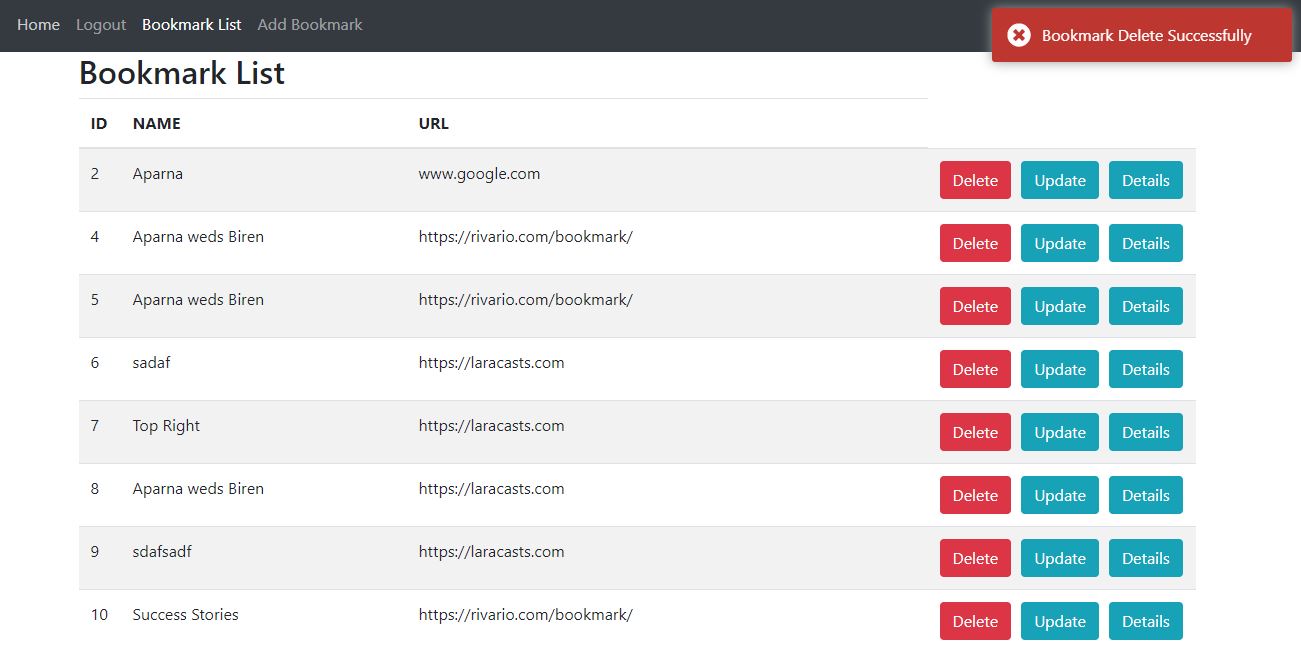 Home Logout Bookmark List Add Bookmark
Bookmark Delete Successfully
Bookmark List
ID NAME URL
2 Aparna www.google.com Delete Update Details
4 Aparna weds Biren https://rivario.com/bookmark/ Delete Update Details
5 Aparna weds Biren https://rivario.com/bookmark/ Delete Update Details
6 sadaf https://laracasts.com Delete Update Details
7 Top Right https://laracasts.com Delete Update Details
8 Aparna weds Biren https://laracasts.com Delete Update Details
9 sdafsadf https://laracasts.com Delete Update Details
10 Success Stories https://rivario.com/bookmark/ Delete Update Details